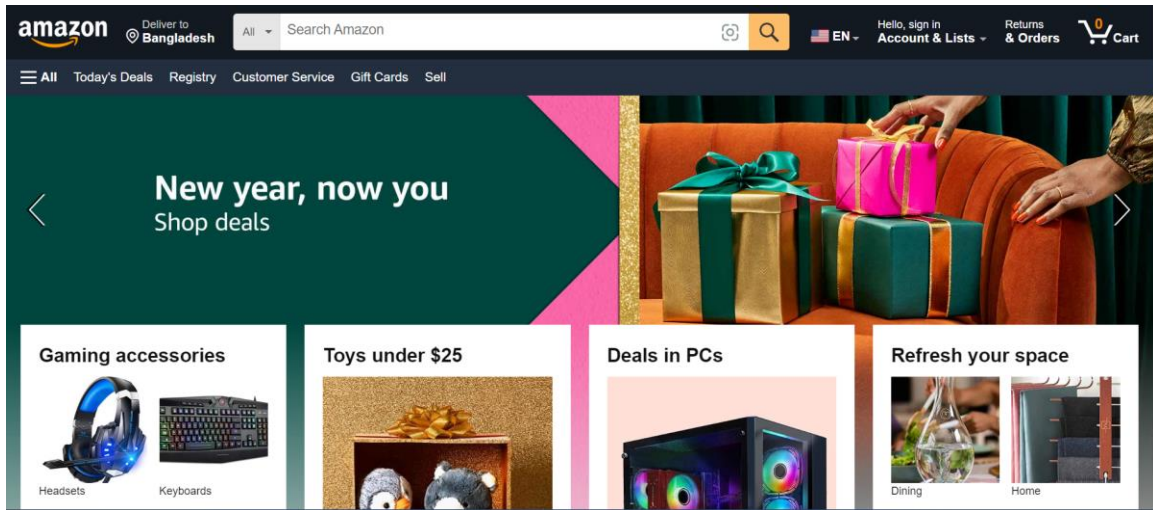 amazon
Deliver to
Bangladesh
All
Search Amazon
EN
Hello, sign in
Account & Lists
Returns
& Orders
0
Cart
All
Today's Deals
Registry
Customer Service
Gift Cards
Sell
New year, now you
Shop deals
Gaming accessories
Headsets
Keyboards
Toys under $25
Deals in PCs
Refresh your space
Dining
Home